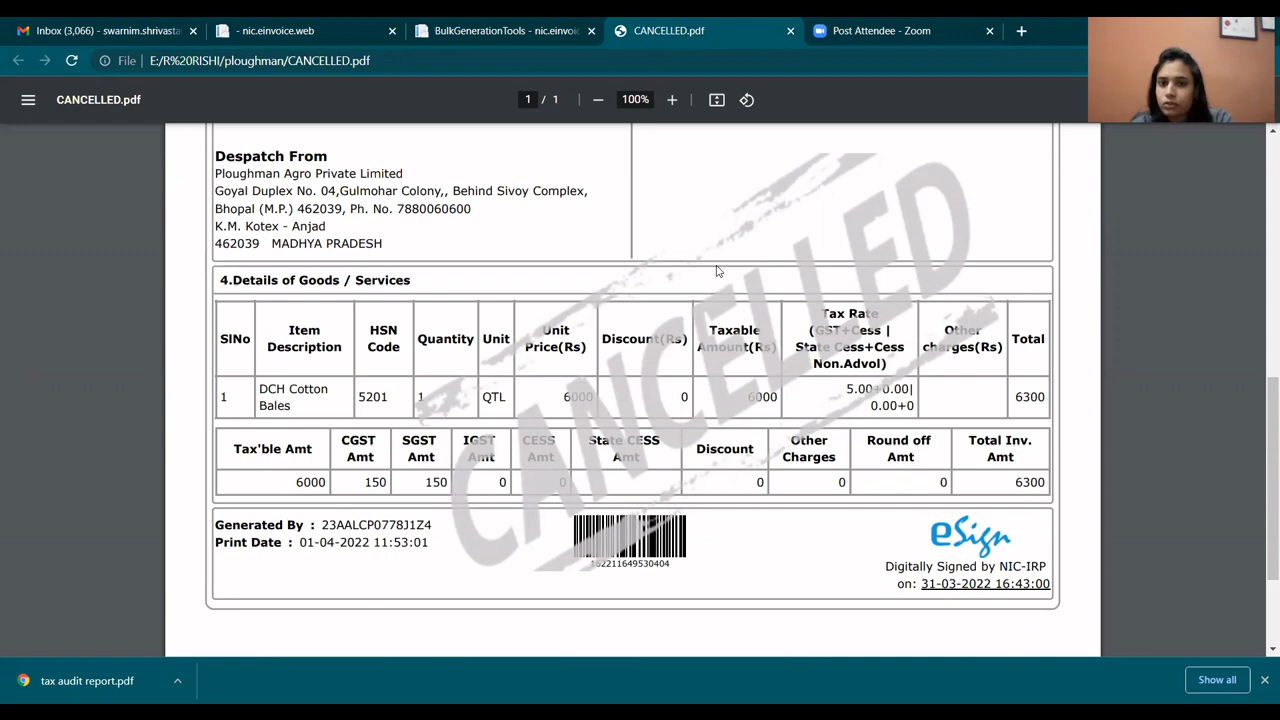 Inbox (3,066) - swarnim.shrivasta
- nic.einvoice.web
BulkGenerationTools - nic.einvoic
CANCELLED.pdf
Post Attendee - Zoom
File
E:/R%20RISHI/ploughman/CANCELLED.pdf
CANCELLED.pdf
1 / 1
100%
Despatch From
Ploughman Agro Private Limited
Goyal Duplex No. 04,Gulmohar Colony,, Behind Sivoy Complex,
Bhopal (M.P.) 462039, Ph. No. 7880060600
K.M. Kotex - Anjad
462039 MADHYA PRADESH
CANCELLED
4.Details of Goods / Services
SlNo
Item
Description
HSN
Code
Quantity
Unit
Unit
Price(Rs)
Discount(Rs)
Taxable
Amount(Rs)
Tax Rate
(GST+Cess |
State Cess+Cess
Non.Advol)
Other
charges(Rs)
Total
1
DCH Cotton
Bales
5201
1
QTL
6000
0
6000
5.00+0.00|
0.00+0
6300
Tax'ble Amt
CGST
Amt
SGST
Amt
IGST
Amt
CESS
Amt
State CESS
Amt
Discount
Other
Charges
Round off
Amt
Total Inv.
Amt
6000
150
150
0
0
0
0
0
6300
Generated By : 23AALCP0778J1Z4
Print Date : 01-04-2022 11:53:01
162211649530404
eSign
Digitally Signed by NIC-IRP
on: 31-03-2022 16:43:00
tax audit report.pdf
Show all